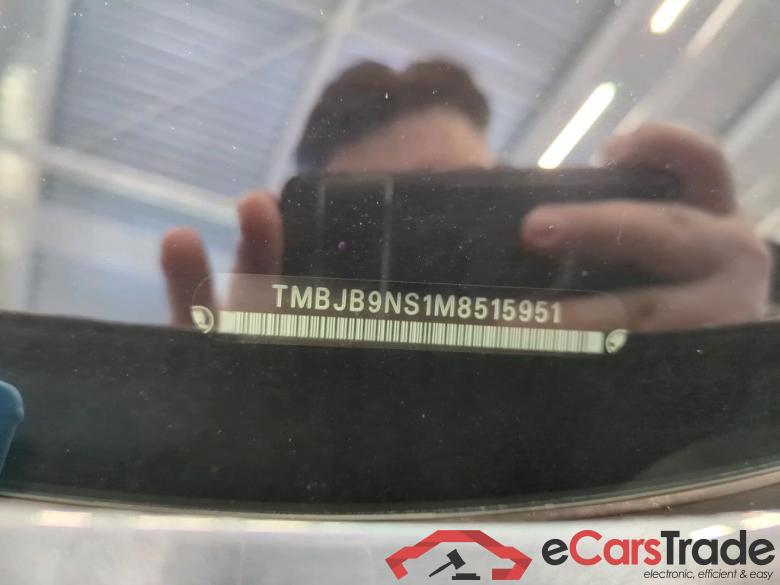 TMBJB9NS1M8515951
eCarsTrade
electronic, efficient & easy